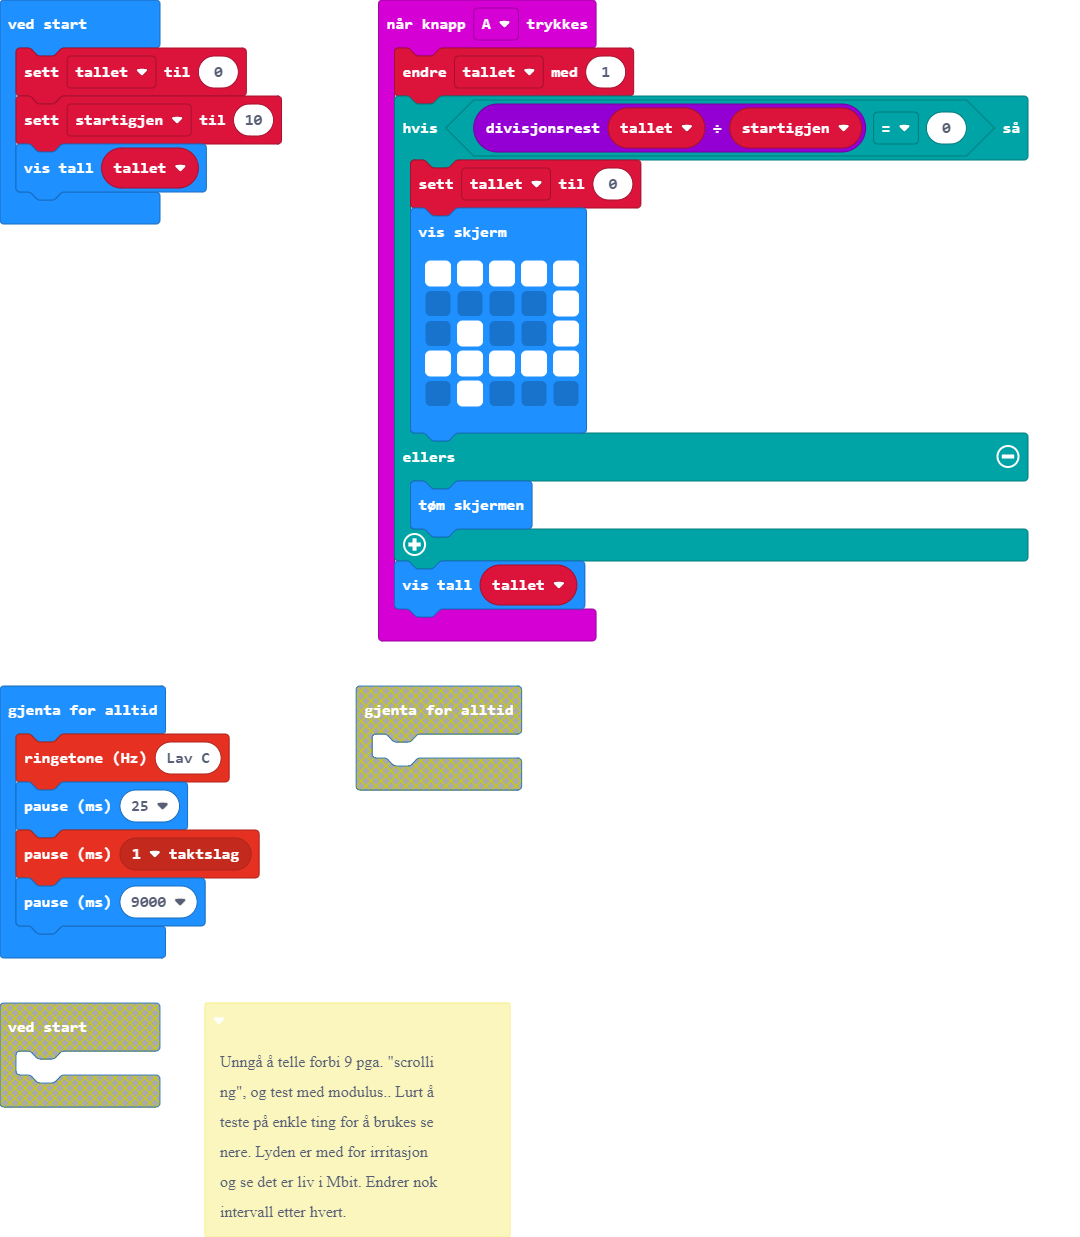 ved start
sett tallet til 0
sett startigjen til 10
vis tall tallet
når knapp A trykkes
endre tallet med 1
hvis divisjonsrest tallet ÷ startigjen = 0 så
sett tallet til 0
vis skjerm
ellers
tøm skjermen
vis tall tallet
gjenta for alltid
ringetone (Hz) Lav C
pause (ms) 25
pause (ms) 1 taktslag
pause (ms) 9000
gjenta for alltid
ved start
Unngå å telle forbi 9 pga. "scrolli
ng", og test med modulus.. Lurt å
teste på enkle ting for å brukes se
nere. Lyden er med for irritasjon
og se det er liv i Mbit. Endrer nok
intervall etter hvert.